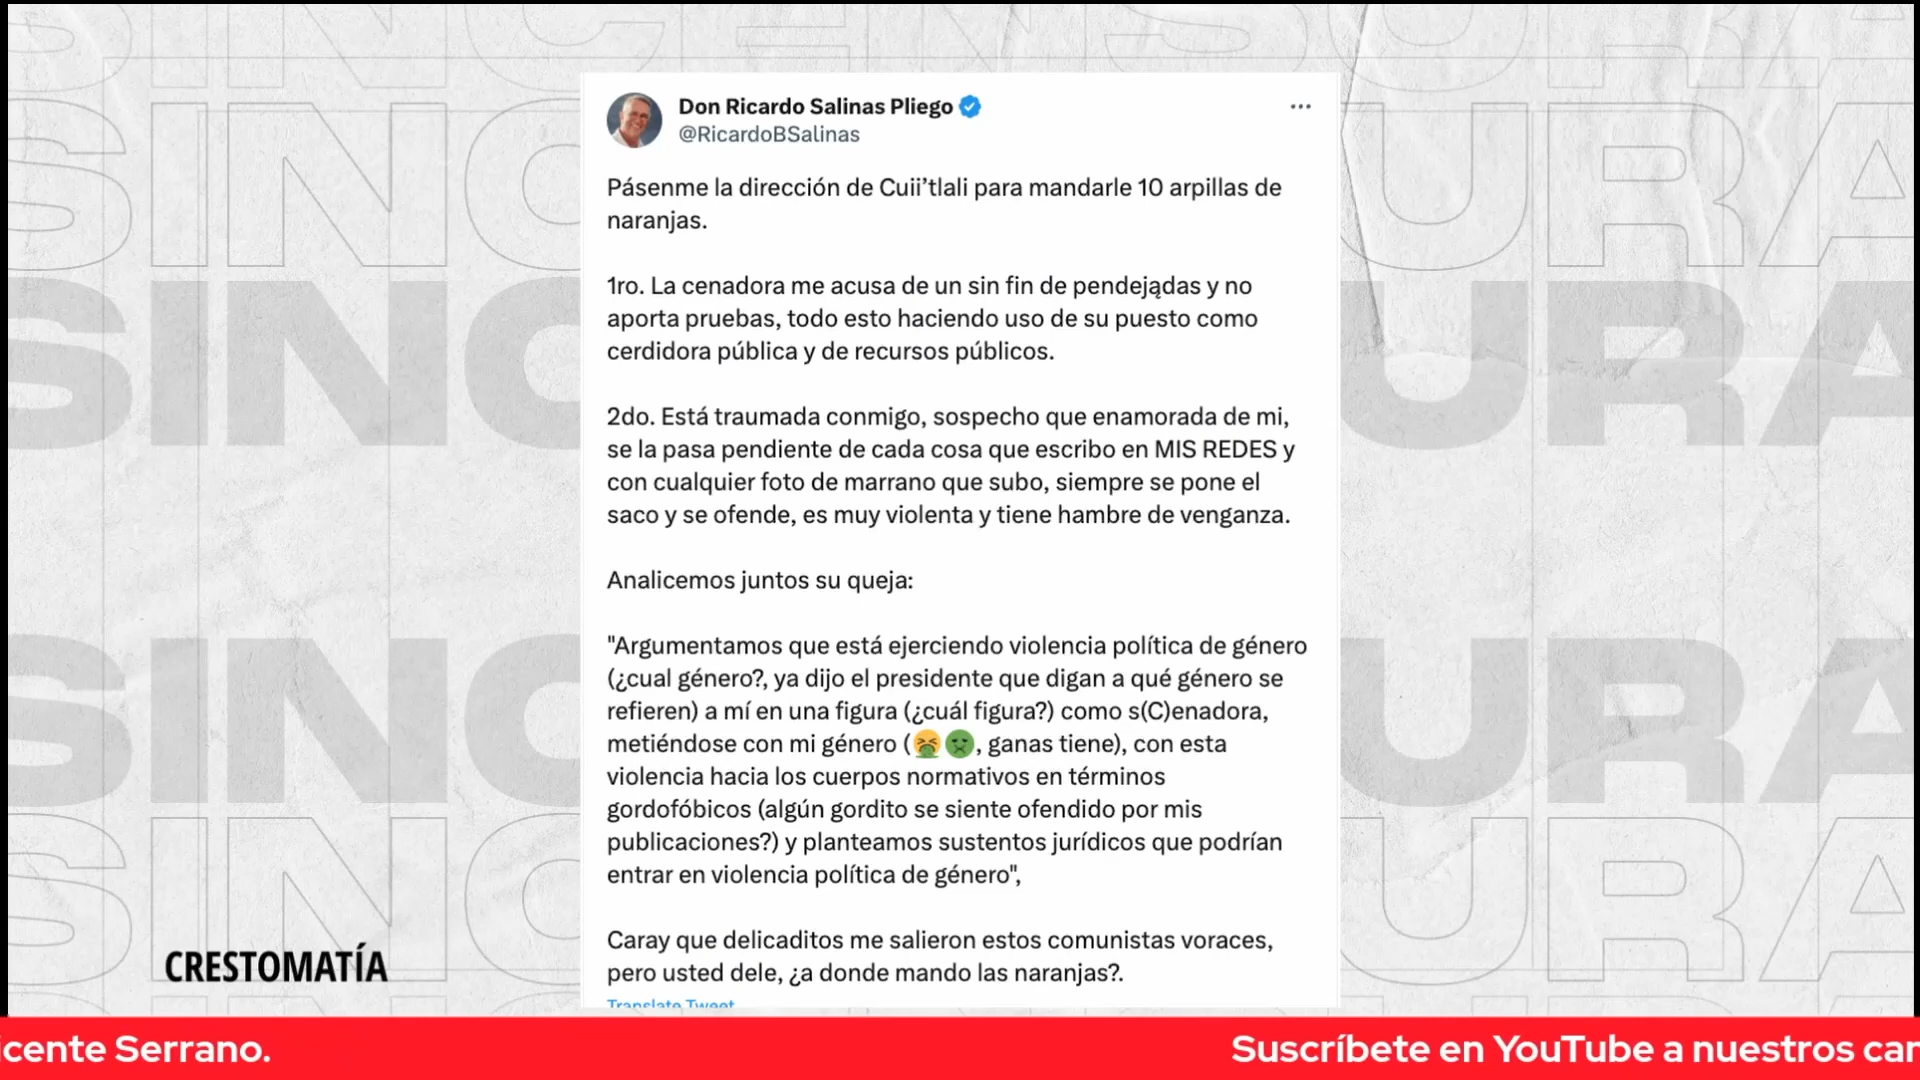 SINCENSURA
SINCENSURA
SINCENSURA
Don Ricardo Salinas Pliego
@RicardoBSalinas
Pásenme la dirección de Cuii’tlali para mandarle 10 arpillas de
naranjas.
1ro. La cenadora me acusa de un sin fin de pendejądas y no
aporta pruebas, todo esto haciendo uso de su puesto como
cerdidora pública y de recursos públicos.
2do. Está traumada conmigo, sospecho que enamorada de mi,
se la pasa pendiente de cada cosa que escribo en MIS REDES y
con cualquier foto de marrano que subo, siempre se pone el
saco y se ofende, es muy violenta y tiene hambre de venganza.
Analicemos juntos su queja:
"Argumentamos que está ejerciendo violencia política de género
(¿cual género?, ya dijo el presidente que digan a qué género se
refieren) a mí en una figura (¿cuál figura?) como s(C)enadora,
metiéndose con mi género (🤮🤢, ganas tiene), con esta
violencia hacia los cuerpos normativos en términos
gordofóbicos (algún gordito se siente ofendido por mis
publicaciones?) y planteamos sustentos jurídicos que podrían
entrar en violencia política de género",
Caray que delicaditos me salieron estos comunistas voraces,
pero usted dele, ¿a donde mando las naranjas?.
Translate Tweet
CRESTOMATÍA
icente Serrano.
Suscríbete en YouTube a nuestros can